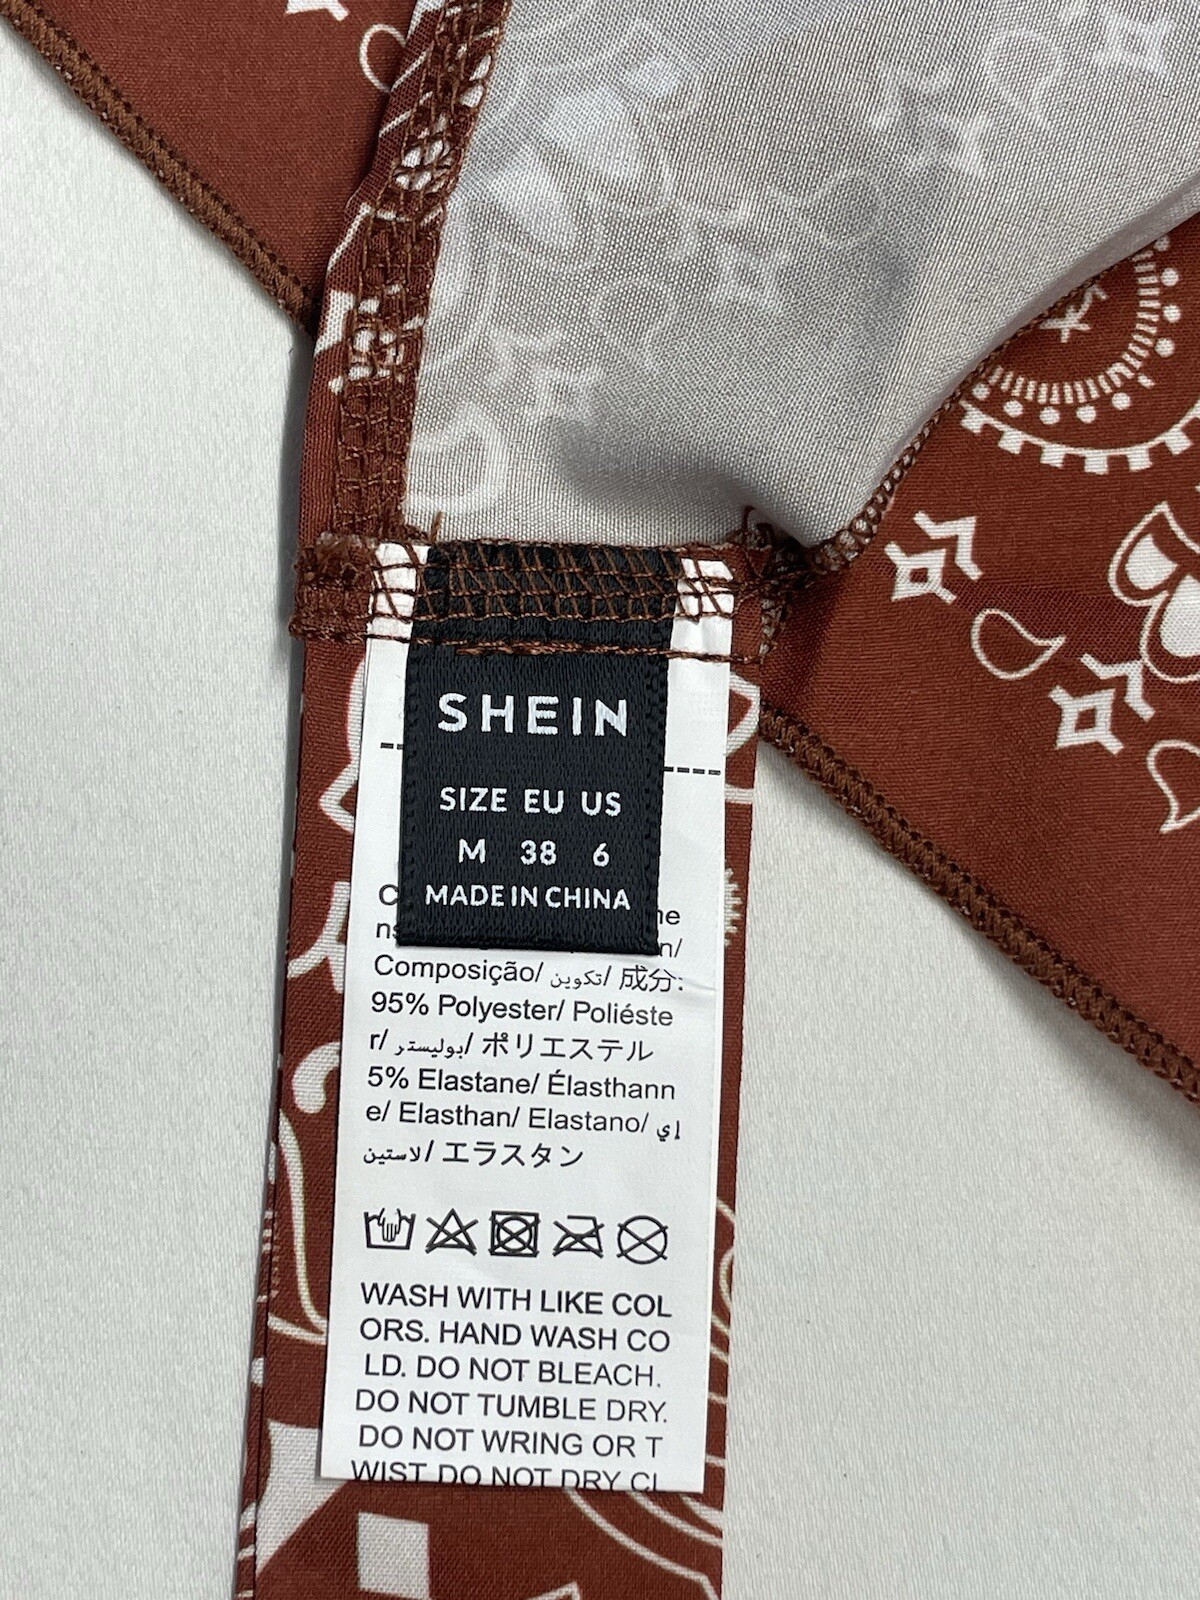 SHEIN
SIZE EU US
M 38 6
MADE IN CHINA
Composição/ تكوين/ 成分:
95% Polyester/ Poliéste
r/ بوليستر/ ポリエステル
5% Elastane/ Élasthann
e/ Elasthan/ Elastano/ إي
لاستين/ エラスタン
WASH WITH LIKE COL
ORS. HAND WASH CO
LD. DO NOT BLEACH.
DO NOT TUMBLE DRY.
DO NOT WRING OR T
WIST DO NOT DRY CL